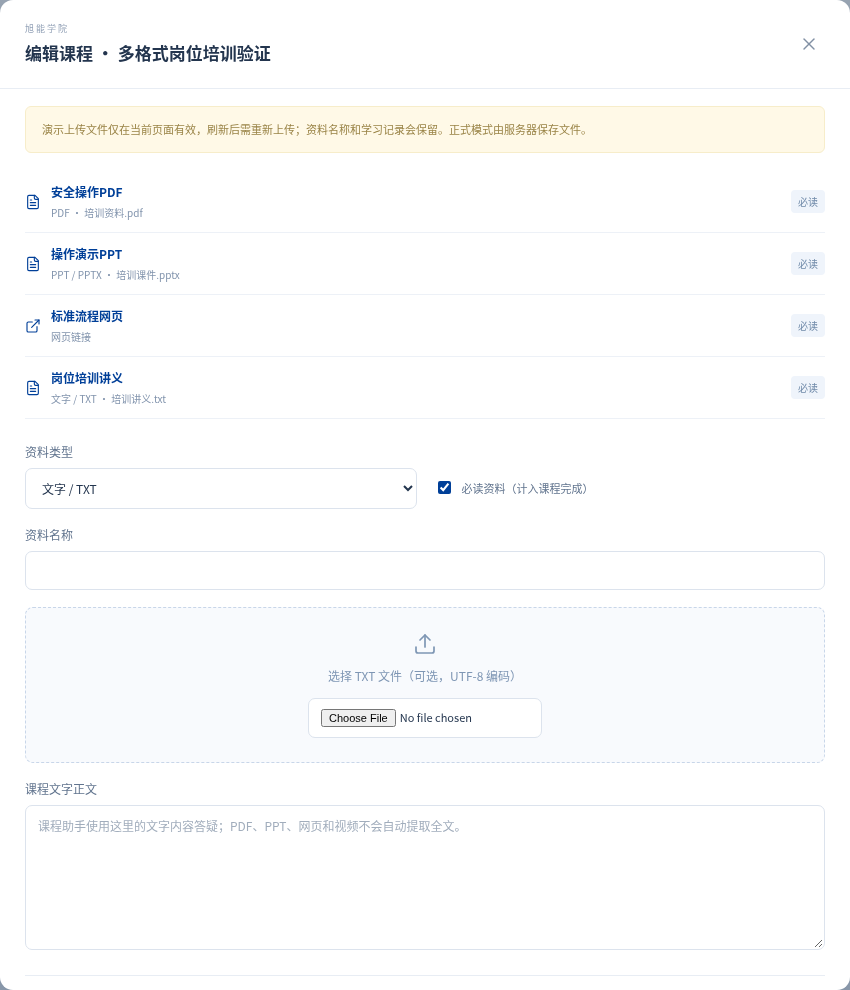 旭能学院
编辑课程 · 多格式岗位培训验证
演示上传文件仅在当前页面有效，刷新后需重新上传；资料名称和学习记录会保留。正式模式由服务器保存文件。
安全操作PDF
PDF · 培训资料.pdf
必读
操作演示PPT
PPT / PPTX · 培训课件.pptx
必读
标准流程网页
网页链接
必读
岗位培训讲义
文字 / TXT · 培训讲义.txt
必读
资料类型
文字 / TXT
必读资料（计入课程完成）
资料名称
选择 TXT 文件（可选，UTF-8 编码）
Choose File No file chosen
课程文字正文
课程助手使用这里的文字内容答疑；PDF、PPT、网页和视频不会自动提取全文。